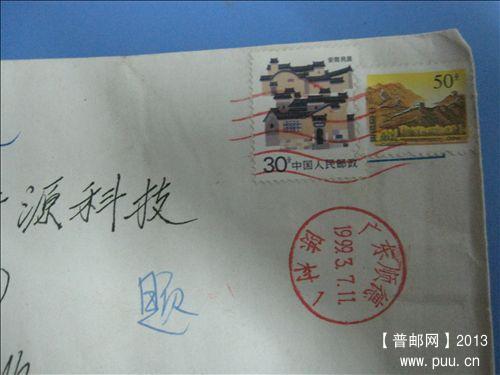 安徽民居
30分 中国人民邮政
50分
源科技
题
广东顺德
1999.3.7.11
陈村
【普邮网】2013
www.puu.cn